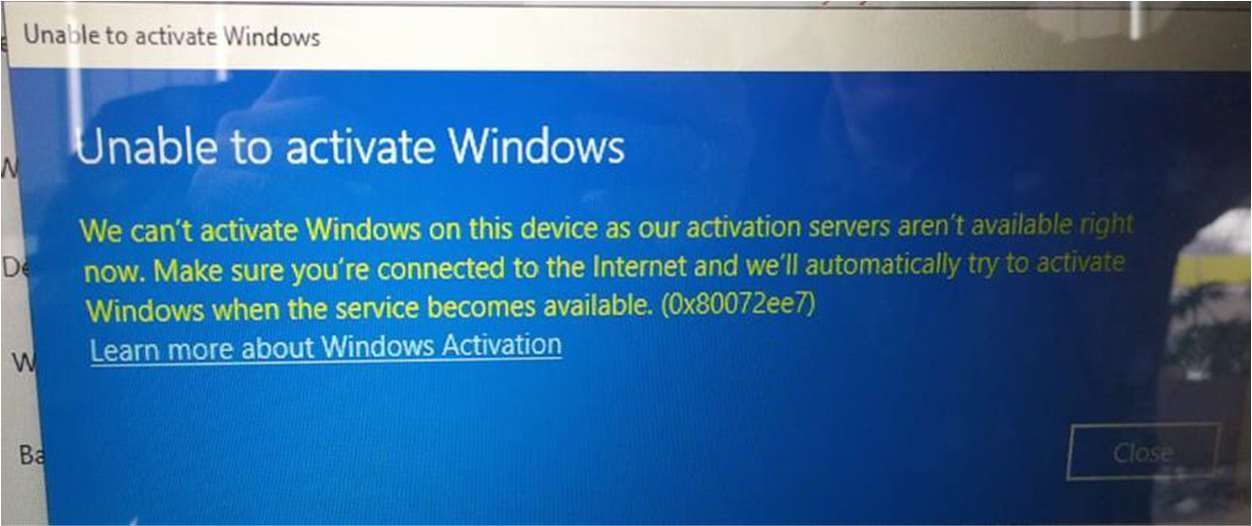 Unable to activate Windows
Unable to activate Windows
We can't activate Windows on this device as our activation servers aren't available right
now. Make sure you're connected to the Internet and we'll automatically try to activate
Windows when the service becomes available. (0x80072ee7)
Learn more about Windows Activation
Close